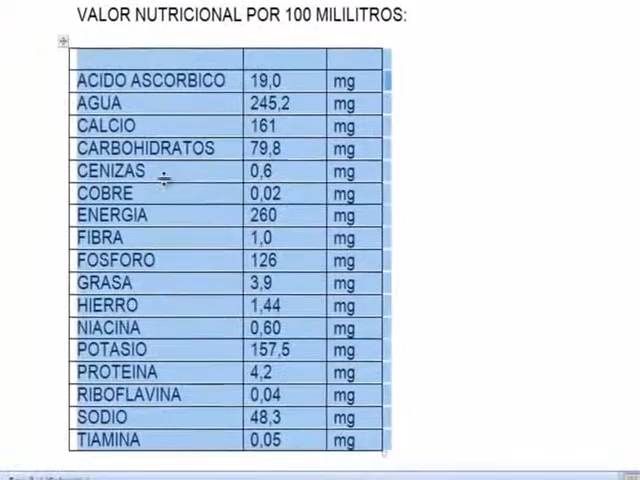 VALOR NUTRICIONAL POR 100 MILILITROS:
ACIDO ASCORBICO 19,0 mg
AGUA 245,2 mg
CALCIO 161 mg
CARBOHIDRATOS 79,8 mg
CENIZAS 0,6 mg
COBRE 0,02 mg
ENERGIA 260 mg
FIBRA 1,0 mg
FOSFORO 126 mg
GRASA 3,9 mg
HIERRO 1,44 mg
NIACINA 0,60 mg
POTASIO 157,5 mg
PROTEINA 4,2 mg
RIBOFLAVINA 0,04 mg
SODIO 48,3 mg
TIAMINA 0,05 mg